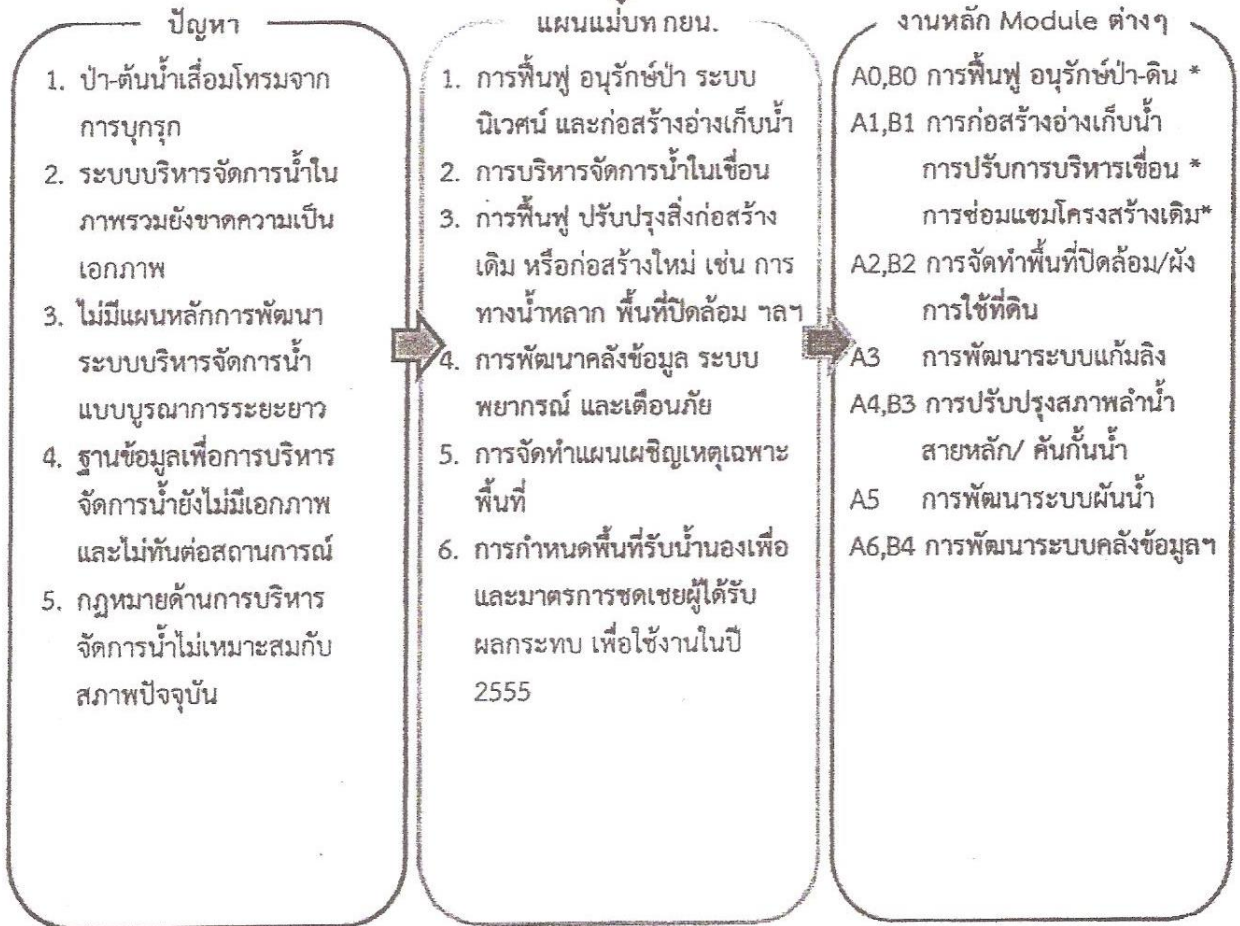 ปัญหา
1. ป่า-ต้นน้ำเสื่อมโทรมจาก
การบุกรุก
2. ระบบบริหารจัดการน้ำใน
ภาพรวมยังขาดความเป็น
เอกภาพ
3. ไม่มีแผนหลักการพัฒนา
ระบบบริหารจัดการน้ำ
แบบบูรณาการระยะยาว
4. ฐานข้อมูลเพื่อการบริหาร
จัดการน้ำยังไม่มีเอกภาพ
และไม่ทันต่อสถานการณ์
5. กฎหมายด้านการบริหาร
จัดการน้ำไม่เหมาะสมกับ
สภาพปัจจุบัน
แผนแม่บท กยน.
1. การฟื้นฟู อนุรักษ์ป่า ระบบ
นิเวศน์ และก่อสร้างอ่างเก็บน้ำ
2. การบริหารจัดการน้ำในเขื่อน
3. การฟื้นฟู ปรับปรุงสิ่งก่อสร้าง
เดิม หรือก่อสร้างใหม่ เช่น การ
ทางน้ำหลาก พื้นที่ปิดล้อม ฯลฯ
4. การพัฒนาคลังข้อมูล ระบบ
พยากรณ์ และเตือนภัย
5. การจัดทำแผนเผชิญเหตุเฉพาะ
พื้นที่
6. การกำหนดพื้นที่รับน้ำนองเพื่อ
และมาตรการชดเชยผู้ได้รับ
ผลกระทบ เพื่อใช้งานในปี
2555
งานหลัก Module ต่างๆ
A0,B0 การฟื้นฟู อนุรักษ์ป่า-ดิน *
A1,B1 การก่อสร้างอ่างเก็บน้ำ
การปรับการบริหารเขื่อน *
การซ่อมแซมโครงสร้างเดิม*
A2,B2 การจัดทำพื้นที่ปิดล้อม/ผัง
การใช้ที่ดิน
A3 การพัฒนาระบบแก้มลิง
A4,B3 การปรับปรุงสภาพลำน้ำ
สายหลัก/ คันกั้นน้ำ
A5 การพัฒนาระบบผันน้ำ
A6,B4 การพัฒนาระบบคลังข้อมูลฯ